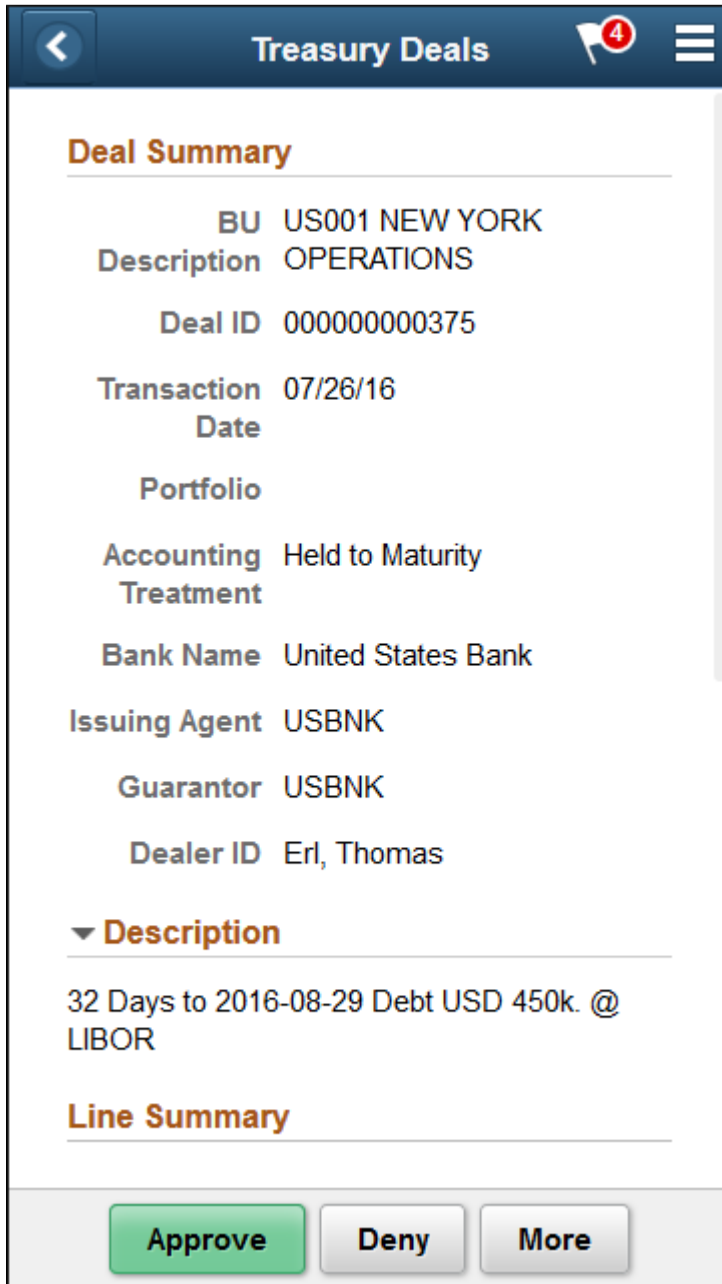 Treasury Deals
4
Deal Summary
BU Description US001 NEW YORK OPERATIONS
Deal ID 000000000375
Transaction Date 07/26/16
Portfolio
Accounting Treatment Held to Maturity
Bank Name United States Bank
Issuing Agent USBNK
Guarantor USBNK
Dealer ID Erl, Thomas
Description
32 Days to 2016-08-29 Debt USD 450k. @
LIBOR
Line Summary
Approve Deny More